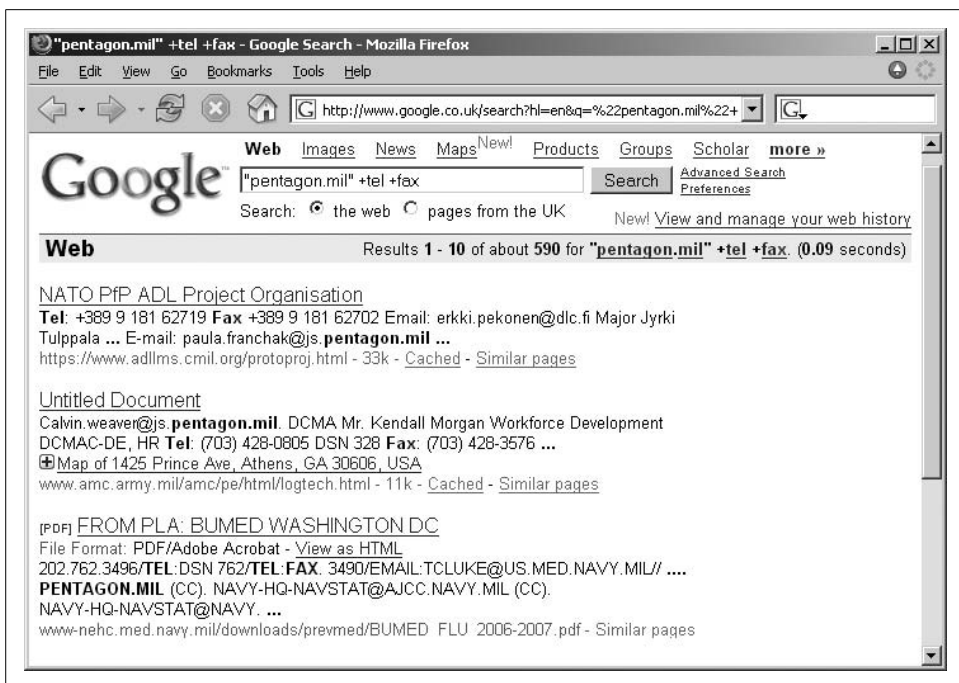 "pentagon.mil" +tel +fax - Google Search - Mozilla Firefox
File Edit View Go Bookmarks Tools Help
G http://www.google.co.uk/search?hl=en&q=%22pentagon.mil%22+ G
Google™
Web Images News Maps New! Products Groups Scholar more »
"pentagon.mil" +tel +fax Search Advanced Search
Preferences
Search: the web pages from the UK New! View and manage your web history
Web Results 1 - 10 of about 590 for "pentagon.mil" +tel +fax. (0.09 seconds)
NATO PfP ADL Project Organisation
Tel: +389 9 181 62719 Fax +389 9 181 62702 Email: erkki.pekonen@dlc.fi Major Jyrki
Tulppala ... E-mail: paula.franchak@js.pentagon.mil ...
https://www.adllms.cmil.org/protoproj.html - 33k - Cached - Similar pages
Untitled Document
Calvin.weaver@js.pentagon.mil. DCMA Mr. Kendall Morgan Workforce Development
DCMAC-DE, HR Tel: (703) 428-0805 DSN 328 Fax: (703) 428-3576 ...
Map of 1425 Prince Ave, Athens, GA 30606, USA
www.amc.army.mil/amc/pe/html/logtech.html - 11k - Cached - Similar pages
[PDF] FROM PLA: BUMED WASHINGTON DC
File Format: PDF/Adobe Acrobat - View as HTML
202.762.3496/TEL:DSN 762/TEL:FAX. 3490/EMAIL:TCLUKE@US.MED.NAVY.MIL// ....
PENTAGON.MIL (CC). NAVY-HQ-NAVSTAT@AJCC.NAVY.MIL (CC).
NAVY-HQ-NAVSTAT@NAVY. ...
www-nehc.med.navy.mil/downloads/prevmed/BUMED_FLU_2006-2007.pdf - Similar pages